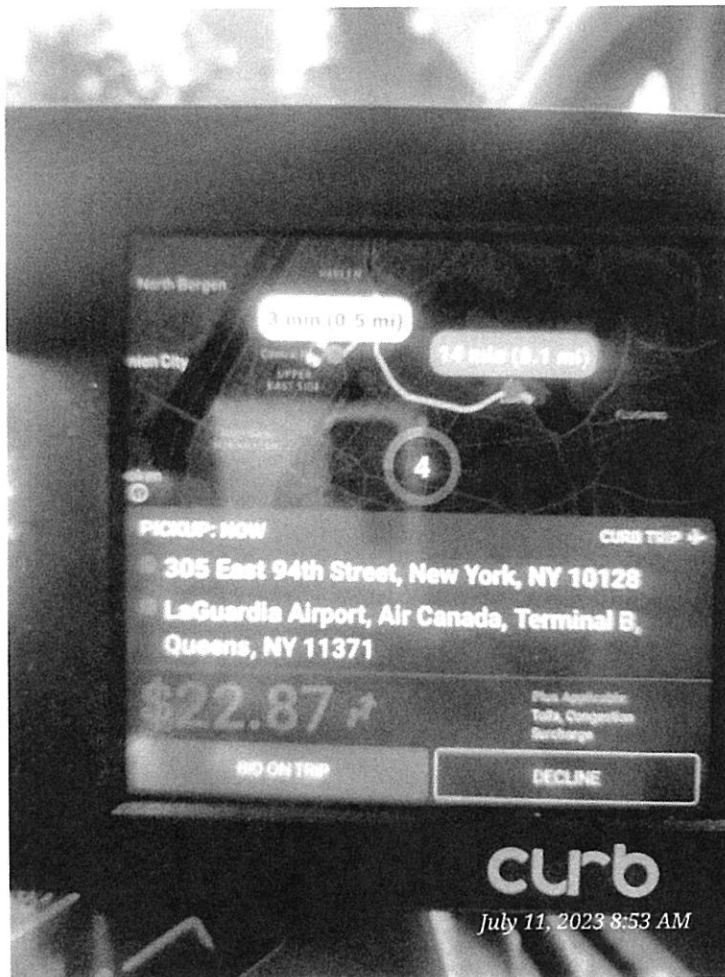 North Bergen
HARLEM
3 min (0.5 mi)
14 min (8.1 mi)
UPPER
EAST SIDE
4
PICKUP: NOW
CURB TRIP
305 East 94th Street, New York, NY 10128
LaGuardia Airport, Air Canada, Terminal B,
Queens, NY 11371
$22.87
Plus Applicable
Tolls, Congestion
Surcharge
BID ON TRIP
DECLINE
curb
July 11, 2023 8:53 AM